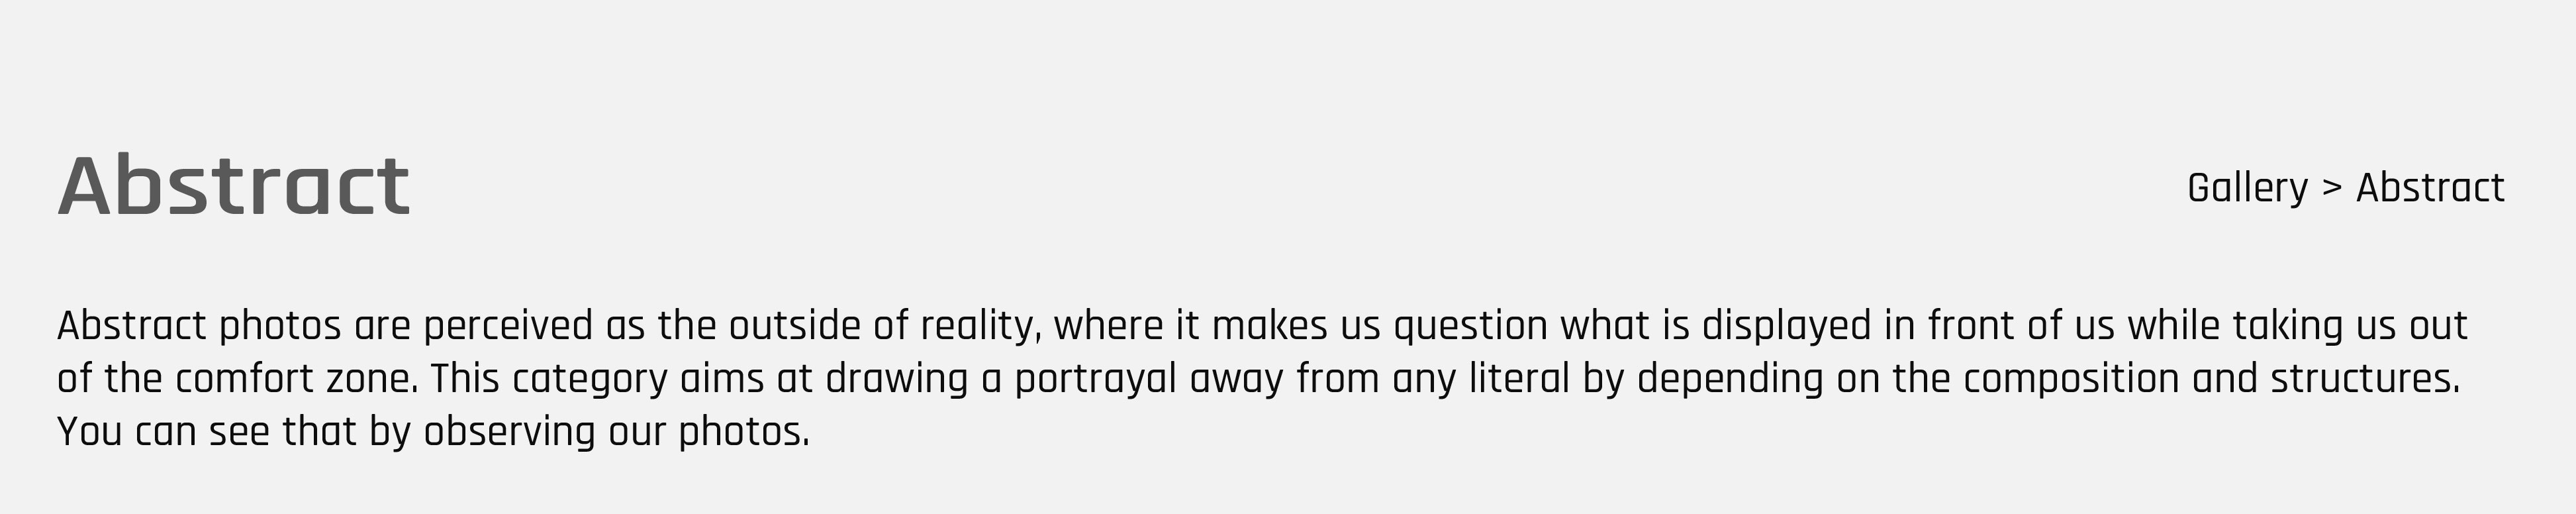 Abstract
Gallery > Abstract
Abstract photos are perceived as the outside of reality, where it makes us question what is displayed in front of us while taking us out
of the comfort zone. This category aims at drawing a portrayal away from any literal by depending on the composition and structures.
You can see that by observing our photos.